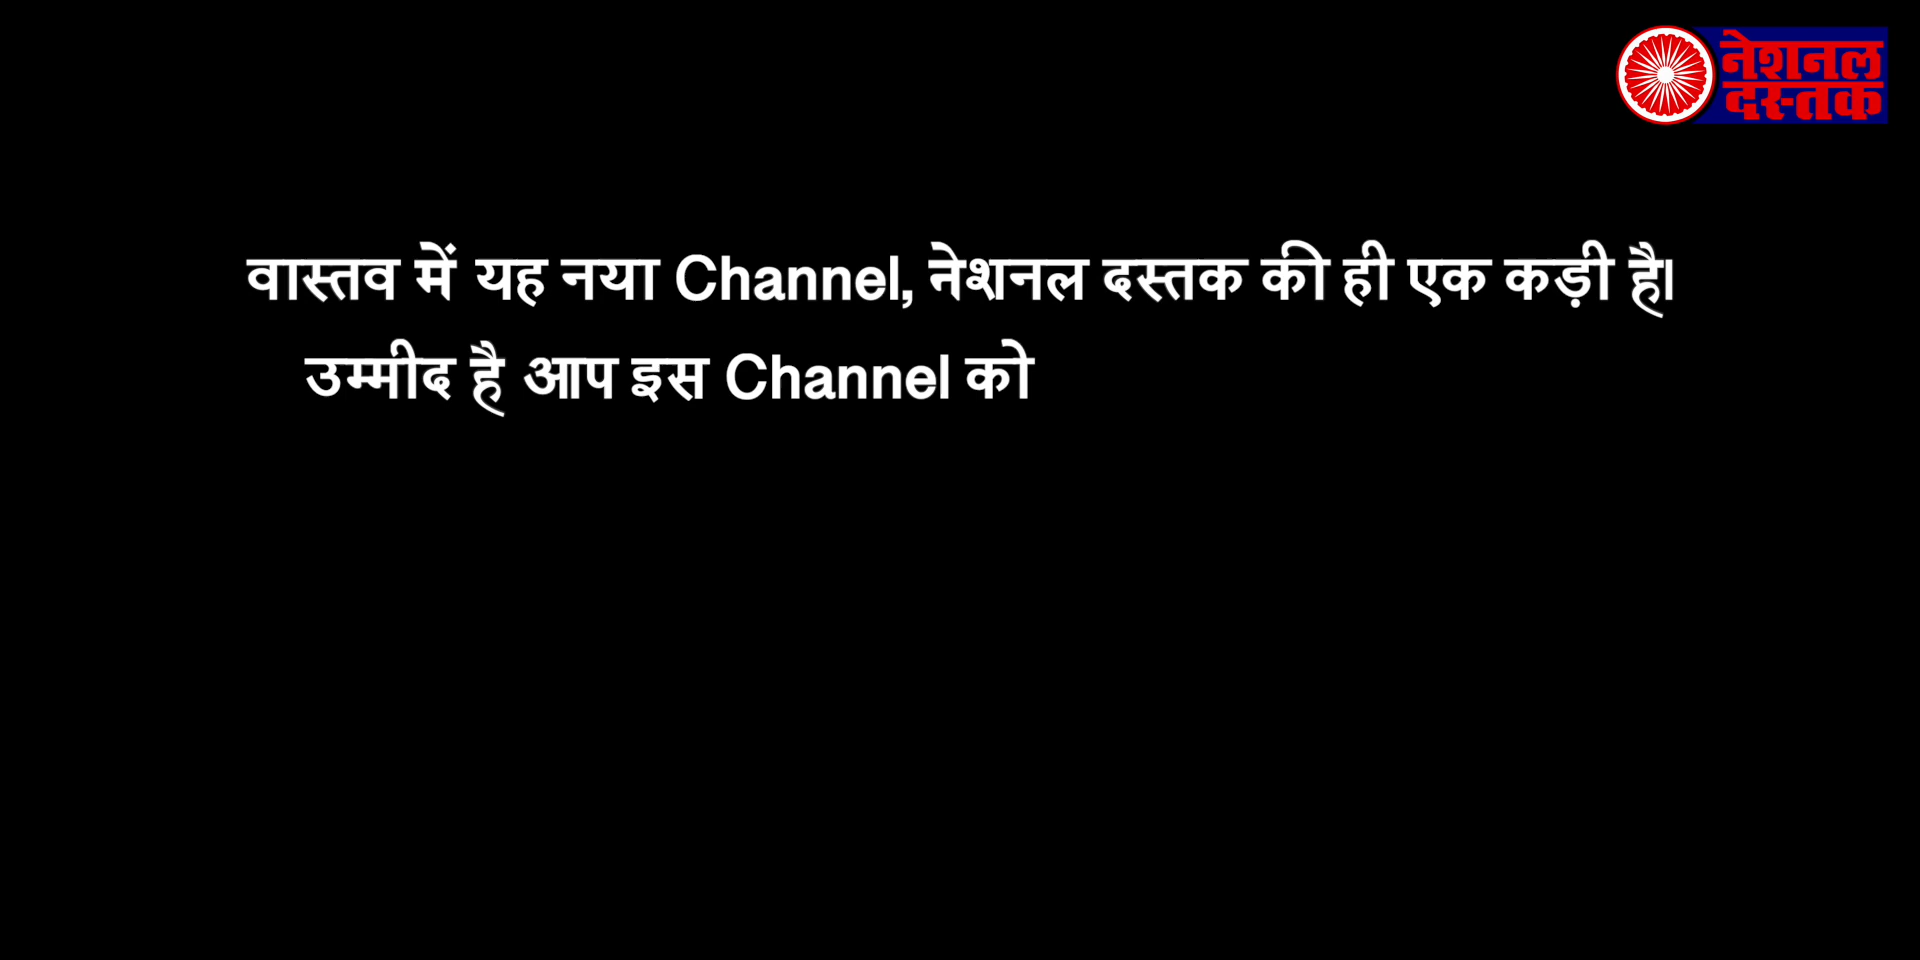 नेशनल
दस्तक
वास्तव में यह नया Channel, नेशनल दस्तक की ही एक कड़ी है।
उम्मीद है आप इस Channel को